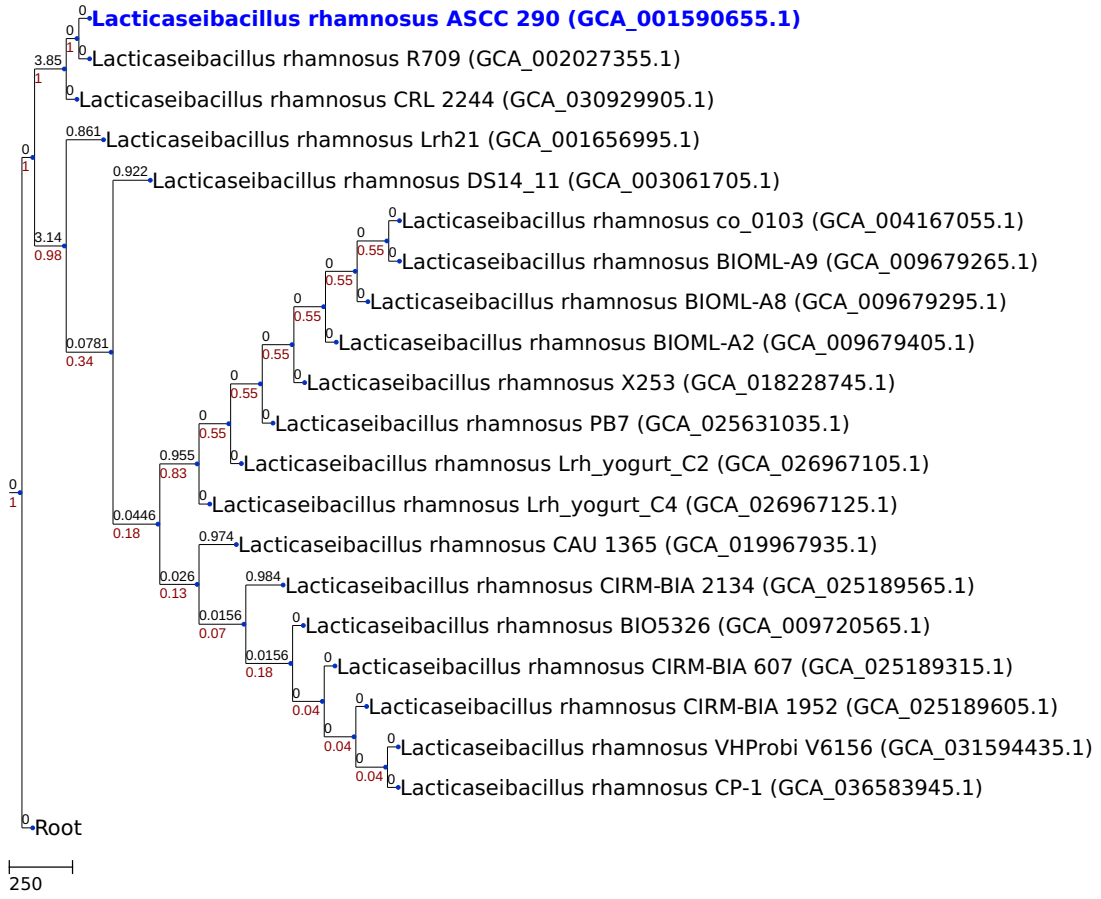 0
Lacticaseibacillus rhamnosus ASCC 290 (GCA_001590655.1)
0
1
0
Lacticaseibacillus rhamnosus R709 (GCA_002027355.1)
3.85
1
0
Lacticaseibacillus rhamnosus CRL 2244 (GCA_030929905.1)
0.861
Lacticaseibacillus rhamnosus Lrh21 (GCA_001656995.1)
0
1
0.922
Lacticaseibacillus rhamnosus DS14_11 (GCA_003061705.1)
0
Lacticaseibacillus rhamnosus co_0103 (GCA_004167055.1)
3.14
0.98
0
0.55
0
Lacticaseibacillus rhamnosus BIOML-A9 (GCA_009679265.1)
0
0.55
0
Lacticaseibacillus rhamnosus BIOML-A8 (GCA_009679295.1)
0
0.55
0
Lacticaseibacillus rhamnosus BIOML-A2 (GCA_009679405.1)
0.0781
0.34
0
0.55
0
Lacticaseibacillus rhamnosus X253 (GCA_018228745.1)
0
0.55
0
Lacticaseibacillus rhamnosus PB7 (GCA_025631035.1)
0
0.55
0
Lacticaseibacillus rhamnosus Lrh_yogurt_C2 (GCA_026967105.1)
0.955
0.83
0
Lacticaseibacillus rhamnosus Lrh_yogurt_C4 (GCA_026967125.1)
0
1
0.0446
0.18
0.974
Lacticaseibacillus rhamnosus CAU 1365 (GCA_019967935.1)
0.026
0.13
0.984
Lacticaseibacillus rhamnosus CIRM-BIA 2134 (GCA_025189565.1)
0.0156
0.07
0
Lacticaseibacillus rhamnosus BIO5326 (GCA_009720565.1)
0.0156
0.18
0
Lacticaseibacillus rhamnosus CIRM-BIA 607 (GCA_025189315.1)
0
0.04
0
Lacticaseibacillus rhamnosus CIRM-BIA 1952 (GCA_025189605.1)
0
0.04
0
Lacticaseibacillus rhamnosus VHProbi V6156 (GCA_031594435.1)
0
0.04
0
Lacticaseibacillus rhamnosus CP-1 (GCA_036583945.1)
0
Root
250